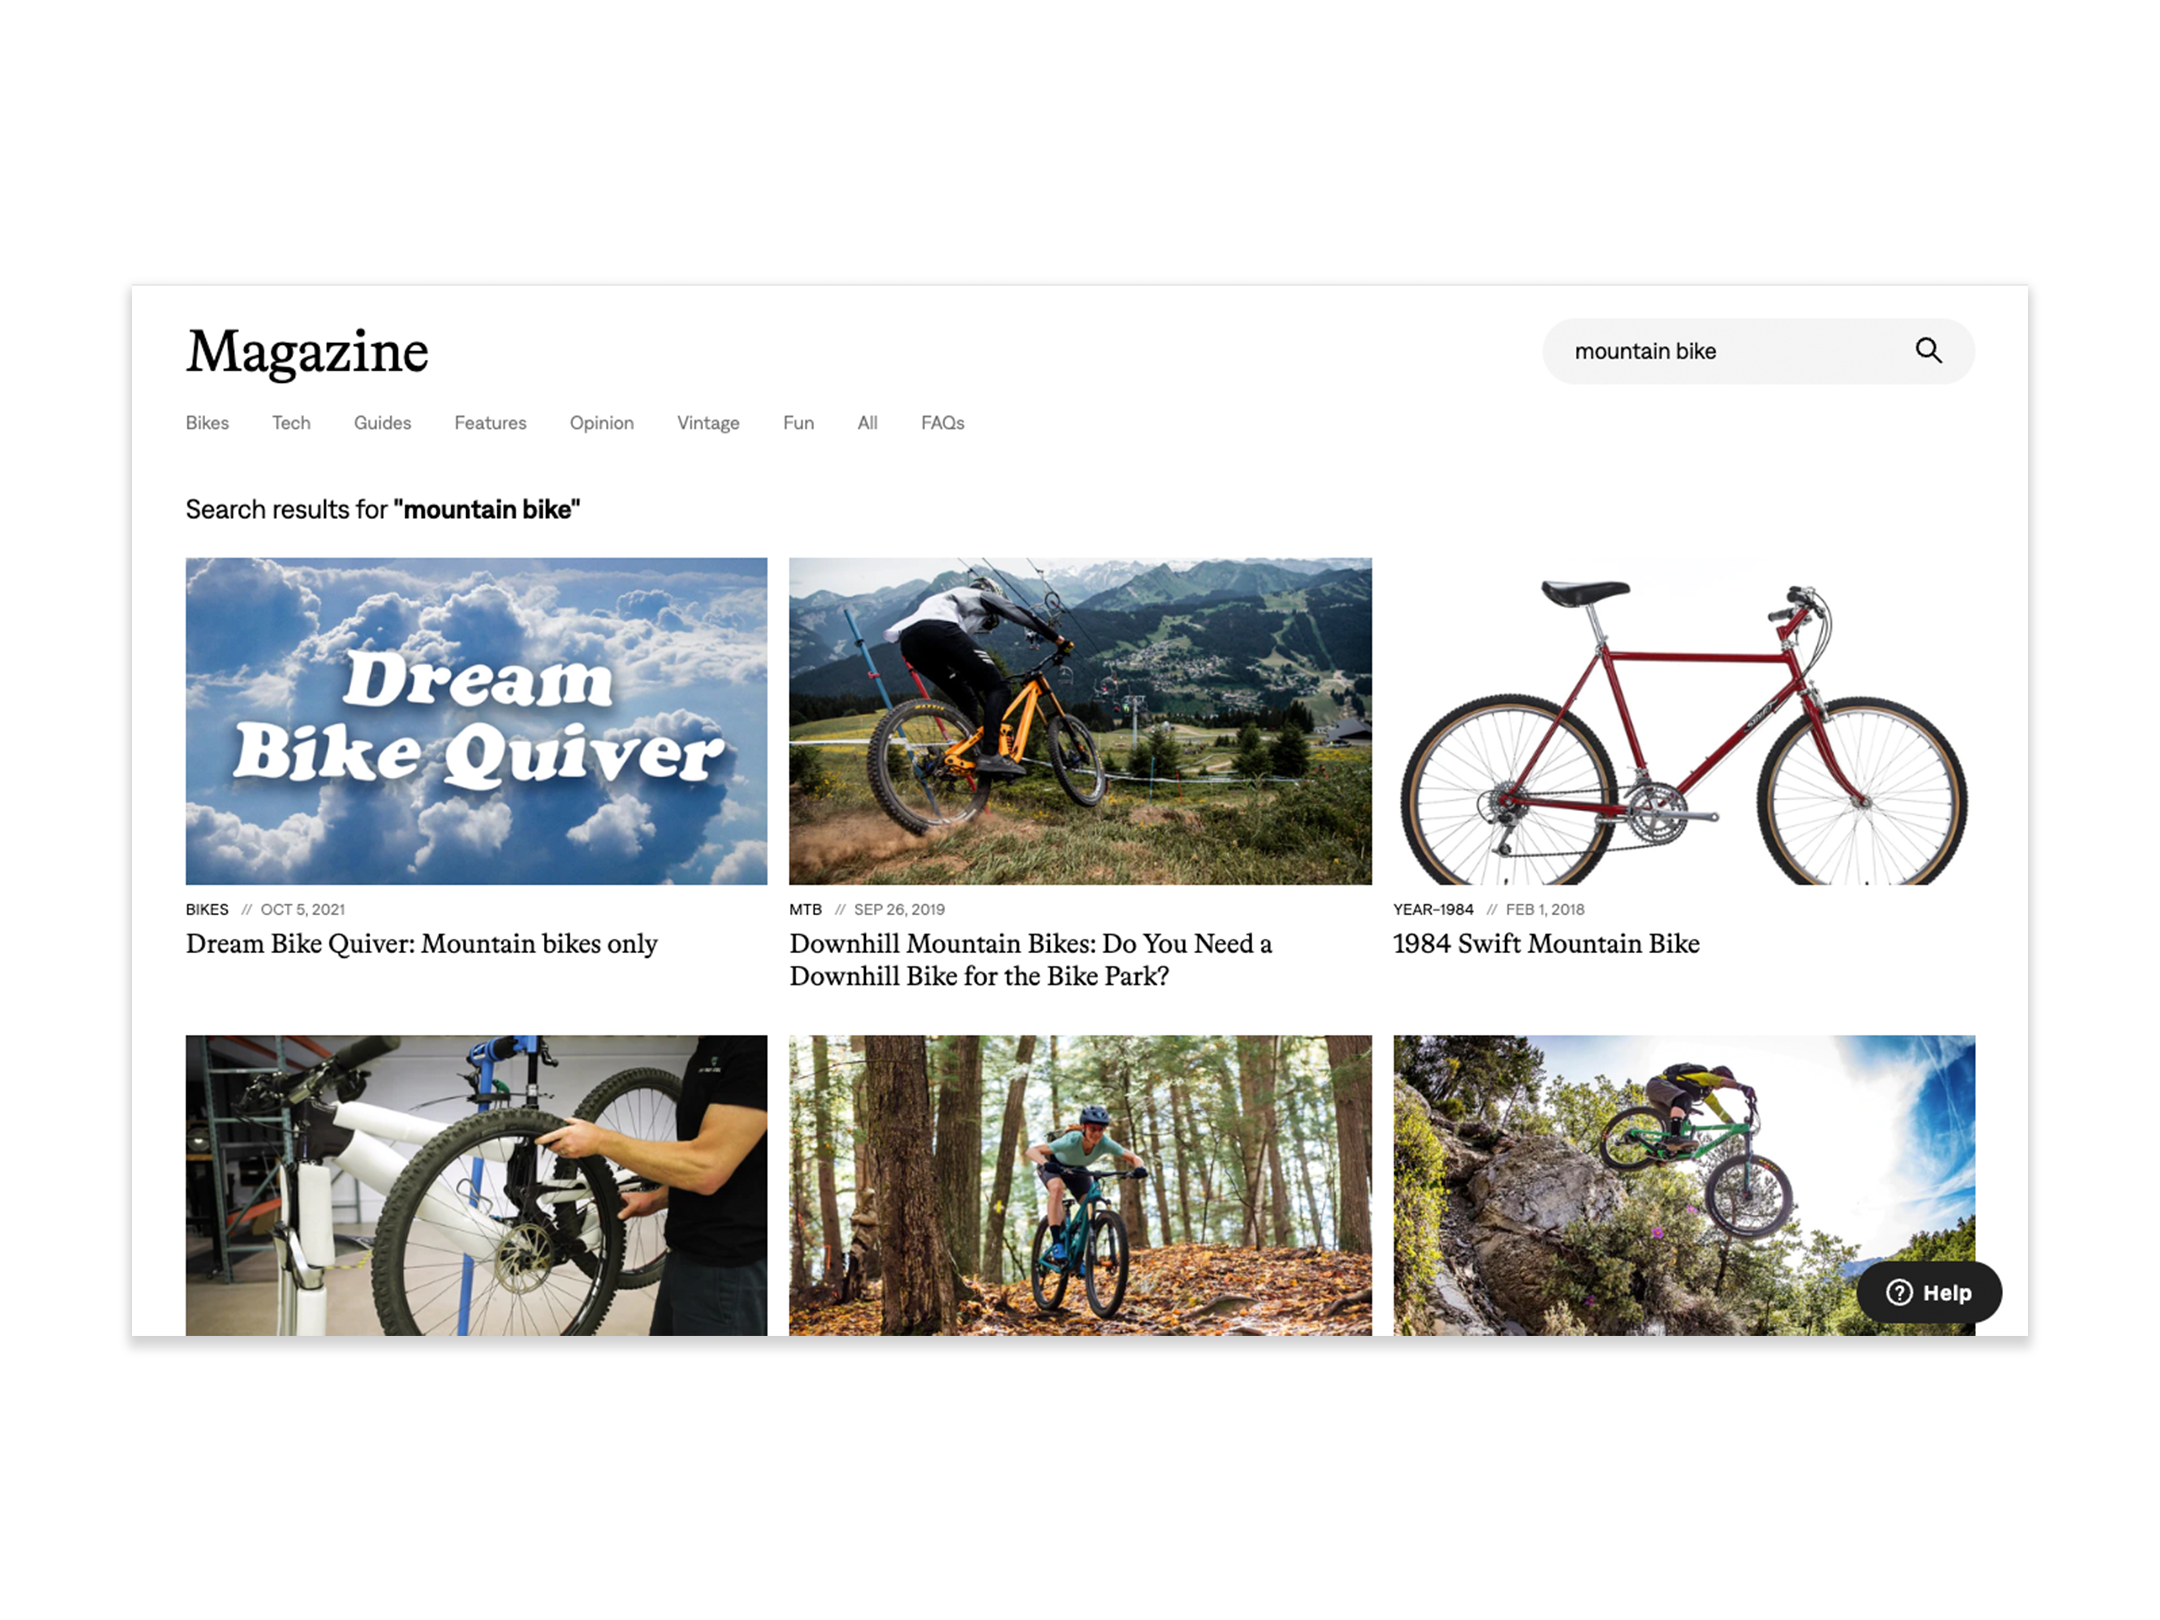 Magazine
mountain bike
Bikes Tech Guides Features Opinion Vintage Fun All FAQs
Search results for "mountain bike"
Dream
Bike Quiver
BIKES // OCT 5, 2021
Dream Bike Quiver: Mountain bikes only
MTB // SEP 26, 2019
Downhill Mountain Bikes: Do You Need a
Downhill Bike for the Bike Park?
YEAR-1984 // FEB 1, 2018
1984 Swift Mountain Bike
Help